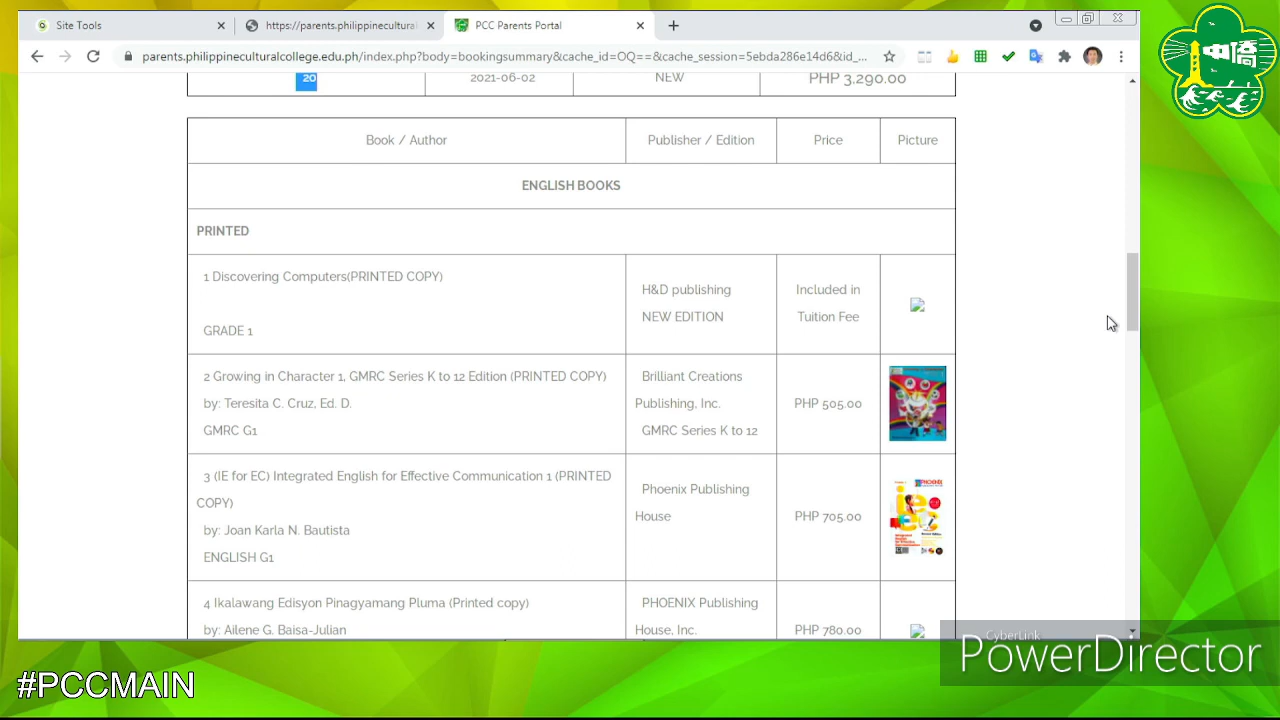 Site Tools
https://parents.philippinecultural
PCC Parents Portal
parents.philippineculturalcollege.edu.ph/index.php?body=bookingsummary&cache_id=OQ==&cache_session=5ebda286e14d6&id_...
中僑
20 2021-06-02 NEW PHP 3,290.00
Book / Author Publisher / Edition Price Picture
ENGLISH BOOKS
PRINTED
1 Discovering Computers(PRINTED COPY)
GRADE 1
H&D publishing
NEW EDITION
Included in
Tuition Fee
2 Growing in Character 1, GMRC Series K to 12 Edition (PRINTED COPY)
by: Teresita C. Cruz, Ed. D.
GMRC G1
Brilliant Creations
Publishing, Inc.
GMRC Series K to 12
PHP 505.00
3 (IE for EC) Integrated English for Effective Communication 1 (PRINTED
COPY)
by: Joan Karla N. Bautista
ENGLISH G1
Phoenix Publishing
House
PHP 705.00
PHOENIX
4 Ikalawang Edisyon Pinagyamang Pluma (Printed copy)
by: Ailene G. Baisa-Julian
PHOENIX Publishing
House, Inc.
PHP 780.00
#PCCMAIN
CyberLink
PowerDirector